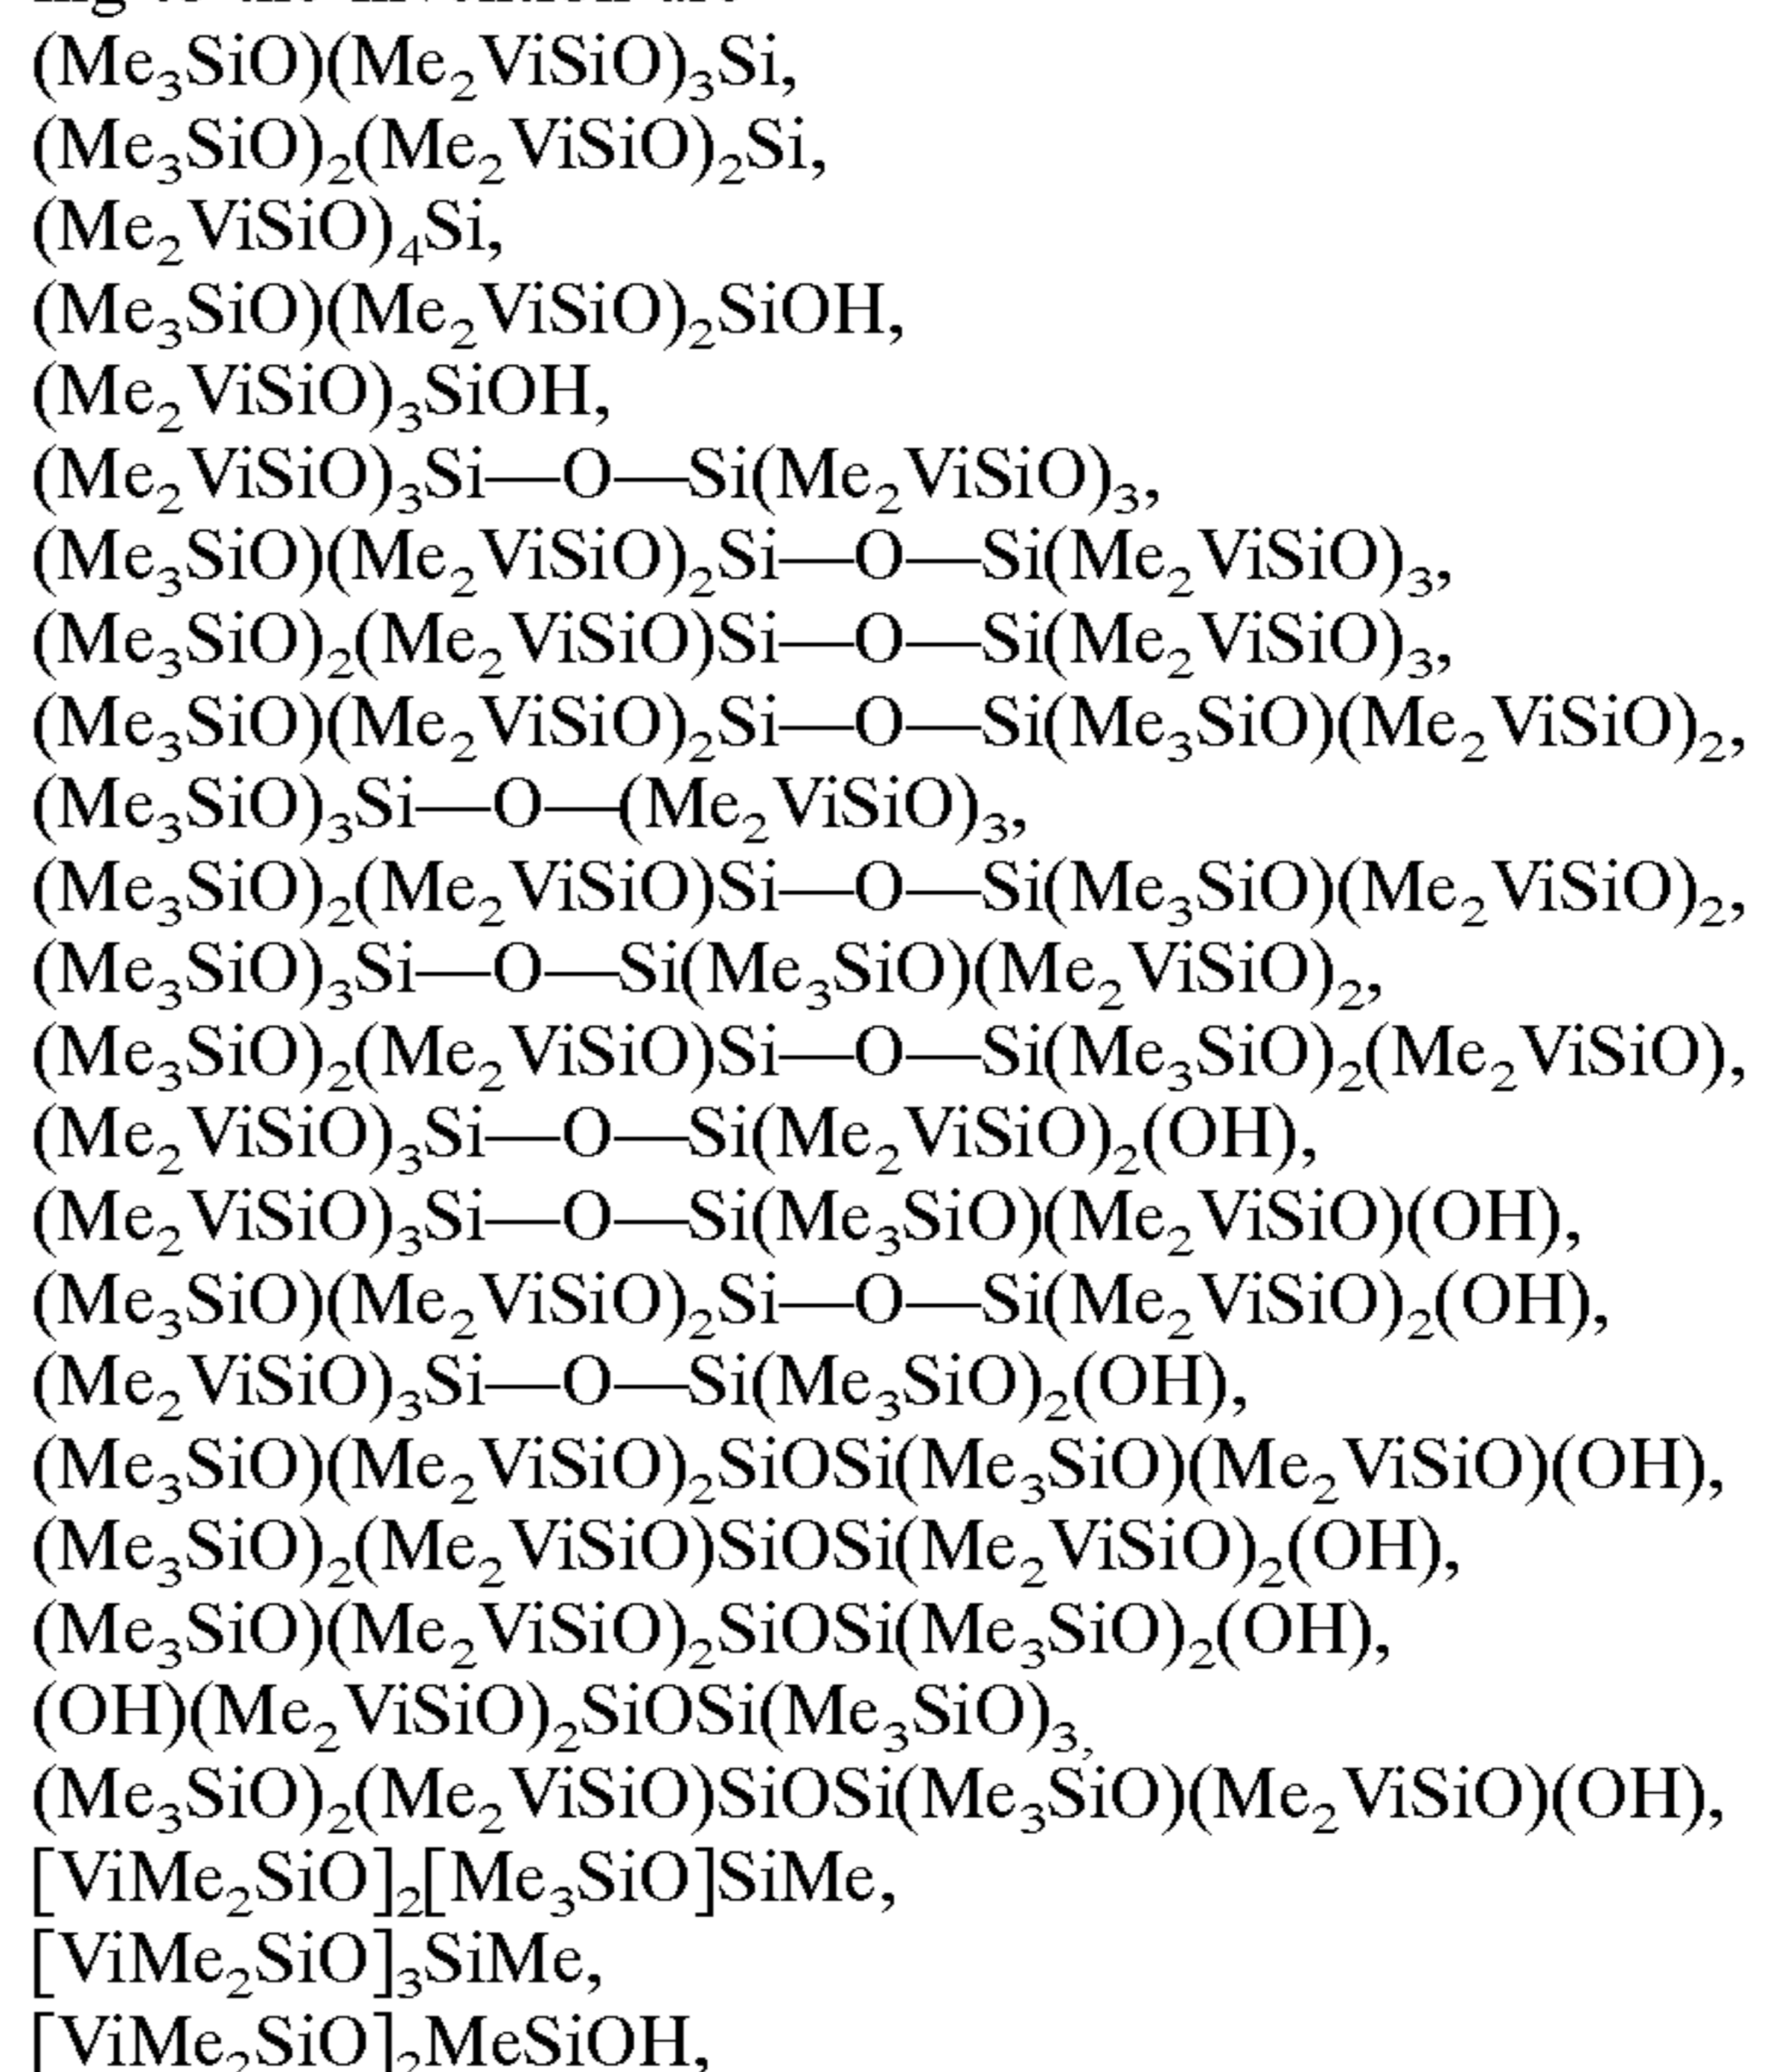 (Me₃SiO)(Me₂ViSiO)₃Si,
(Me₃SiO)₂(Me₂ViSiO)₂Si,
(Me₂ViSiO)₄Si,
(Me₃SiO)(Me₂ViSiO)₂SiOH,
(Me₂ViSiO)₃SiOH,
(Me₂ViSiO)₃Si—O—Si(Me₂ViSiO)₃,
(Me₃SiO)(Me₂ViSiO)₂Si—O—Si(Me₂ViSiO)₃,
(Me₃SiO)₂(Me₂ViSiO)Si—O—Si(Me₂ViSiO)₃,
(Me₃SiO)(Me₂ViSiO)₂Si—O—Si(Me₃SiO)(Me₂ViSiO)₂,
(Me₃SiO)₃Si—O—(Me₂ViSiO)₃,
(Me₃SiO)₂(Me₂ViSiO)Si—O—Si(Me₃SiO)(Me₂ViSiO)₂,
(Me₃SiO)₃Si—O—Si(Me₃SiO)(Me₂ViSiO)₂,
(Me₃SiO)₂(Me₂ViSiO)Si—O—Si(Me₃SiO)₂(Me₂ViSiO),
(Me₂ViSiO)₃Si—O—Si(Me₂ViSiO)₂(OH),
(Me₂ViSiO)₃Si—O—Si(Me₃SiO)(Me₂ViSiO)(OH),
(Me₃SiO)(Me₂ViSiO)₂Si—O—Si(Me₂ViSiO)₂(OH),
(Me₂ViSiO)₃Si—O—Si(Me₃SiO)₂(OH),
(Me₃SiO)(Me₂ViSiO)₂SiOSi(Me₃SiO)(Me₂ViSiO)(OH),
(Me₃SiO)₂(Me₂ViSiO)SiOSi(Me₂ViSiO)₂(OH),
(Me₃SiO)(Me₂ViSiO)₂SiOSi(Me₃SiO)₂(OH),
(OH)(Me₂ViSiO)₂SiOSi(Me₃SiO)₃,
(Me₃SiO)₂(Me₂ViSiO)SiOSi(Me₃SiO)(Me₂ViSiO)(OH),
[ViMe₂SiO]₂[Me₃SiO]SiMe,
[ViMe₂SiO]₃SiMe,
[ViMe₂SiO]₂MeSiOH,